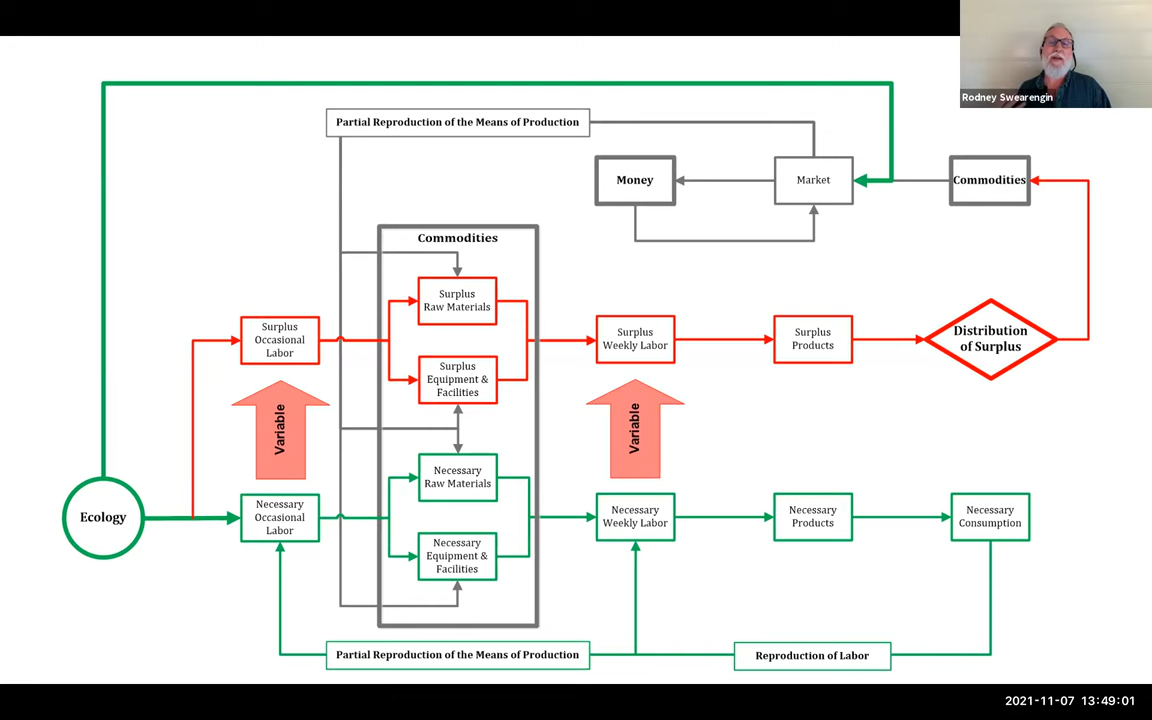 Rodney Swearengin
Partial Reproduction of the Means of Production
Money
Market
Commodities
Commodities
Surplus
Raw Materials
Surplus
Occasional
Labor
Surplus
Equipment &
Facilities
Surplus
Weekly Labor
Surplus
Products
Distribution
of Surplus
Variable
Variable
Ecology
Necessary
Occasional
Labor
Necessary
Raw Materials
Necessary
Equipment &
Facilities
Necessary
Weekly Labor
Necessary
Products
Necessary
Consumption
Partial Reproduction of the Means of Production
Reproduction of Labor
2021-11-07 13:49:01